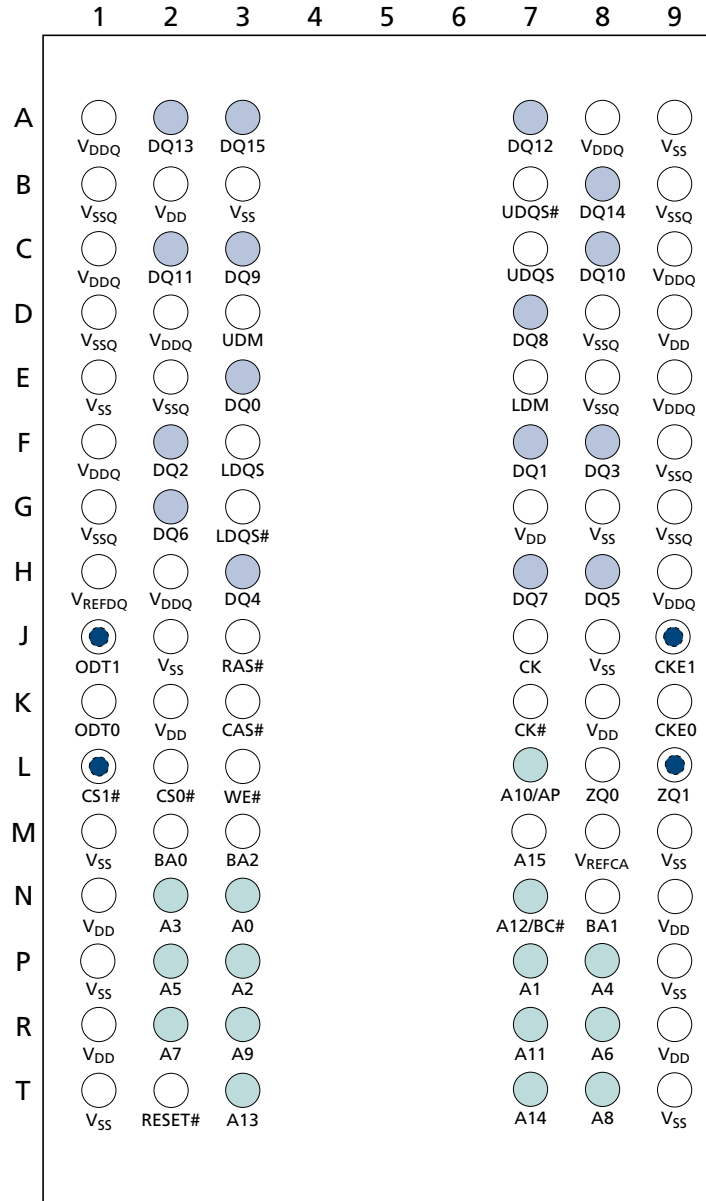 1 2 3 4 5 6 7 8 9
A
VDDQ DQ13 DQ15 DQ12 VDDQ VSS
B
VSSQ VDD VSS UDQS# DQ14 VSSQ
C
VDDQ DQ11 DQ9 UDQS DQ10 VDDQ
D
VSSQ VDDQ UDM DQ8 VSSQ VDD
E
VSS VSSQ DQ0 LDM VSSQ VDDQ
F
VDDQ DQ2 LDQS DQ1 DQ3 VSSQ
G
VSSQ DQ6 LDQS# VDD VSS VSSQ
H
VREFDQ VDDQ DQ4 DQ7 DQ5 VDDQ
J
ODT1 VSS RAS# CK VSS CKE1
K
ODT0 VDD CAS# CK# VDD CKE0
L
CS1# CS0# WE# A10/AP ZQ0 ZQ1
M
VSS BA0 BA2 A15 VREFCA VSS
N
VDD A3 A0 A12/BC# BA1 VDD
P
VSS A5 A2 A1 A4 VSS
R
VDD A7 A9 A11 A6 VDD
T
VSS RESET# A13 A14 A8 VSS